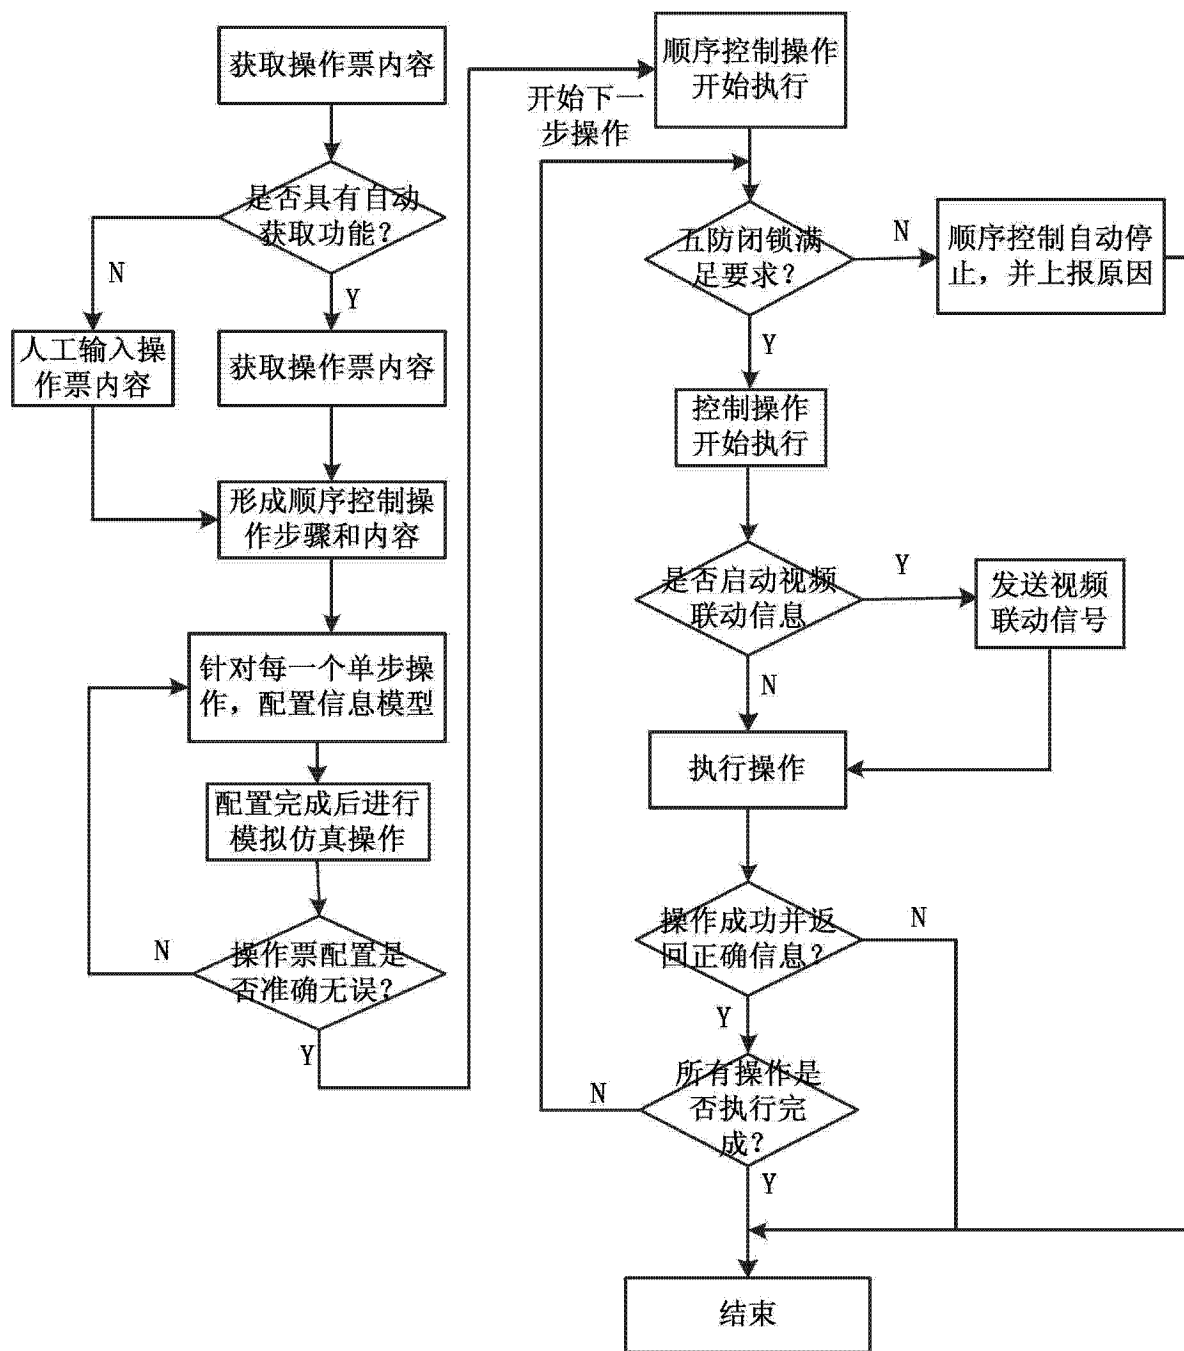 获取操作票内容
是否具有自动
获取功能?
N
Y
人工输入操
作票内容
获取操作票内容
形成顺序控制操
作步骤和内容
针对每一个单步操
作，配置信息模型
配置完成后进行
模拟仿真操作
N
操作票配置是
否准确无误?
Y
顺序控制操作
开始执行
开始下一
步操作
五防闭锁满
足要求?
N
顺序控制自动停
止，并上报原因
Y
控制操作
开始执行
是否启动视频
联动信息
Y
发送视频
联动信号
N
执行操作
操作成功并返
回正确信息?
N
Y
所有操作是
否执行完
成?
N
Y
结束